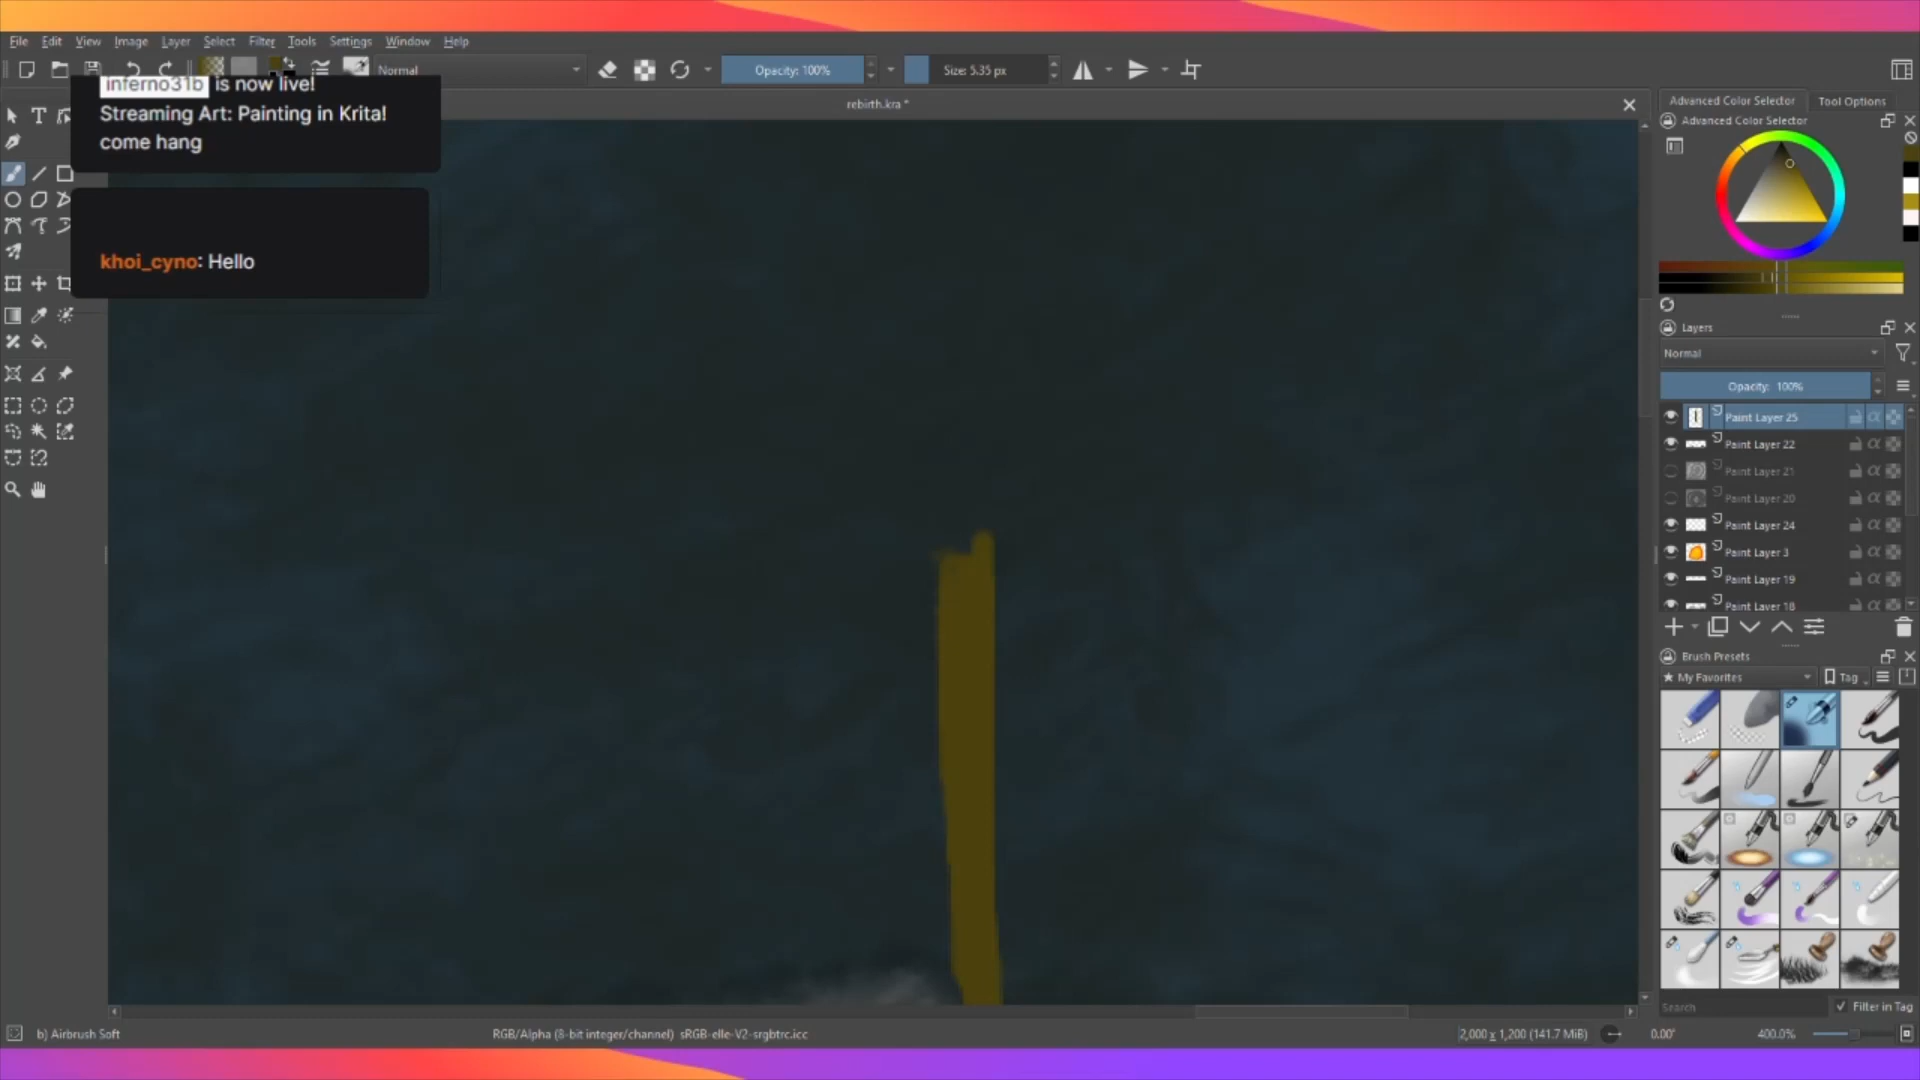 File Edit View Image Layer Select Filter Tools Settings Window Help
Normal
Opacity: 100%
Size: 5.35 px
inferno31b is now live!
Streaming Art: Painting in Krita!
come hang
khoi_cyno: Hello
rebirth.kra *
Advanced Color Selector
Tool Options
Advanced Color Selector
Layers
Normal
Opacity: 100%
Paint Layer 25
Paint Layer 22
Paint Layer 21
Paint Layer 20
Paint Layer 24
Paint Layer 3
Paint Layer 19
Paint Layer 18
Brush Presets
★ My Favorites
Tag
Search
Filter in Tag
b) Airbrush Soft
RGB/Alpha (8-bit integer/channel) sRGB-elle-V2-srgbtrc.icc
2,000 x 1,200 (141.7 MiB)
0.00°
400.0%